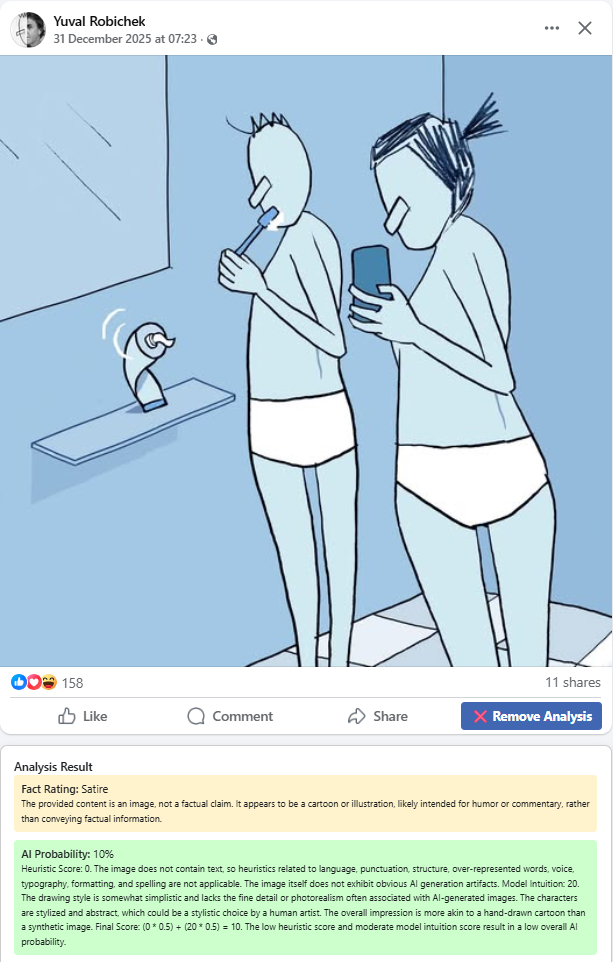 Yuval Robichek
31 December 2025 at 07:23 ·
158
11 shares
Like
Comment
Share
Remove Analysis
Analysis Result
Fact Rating: Satire
The provided content is an image, not a factual claim. It appears to be a cartoon or illustration, likely intended for humor or commentary, rather
than conveying factual information.
AI Probability: 10%
Heuristic Score: 0. The image does not contain text, so heuristics related to language, punctuation, structure, over-represented words, voice,
typography, formatting, and spelling are not applicable. The image itself does not exhibit obvious AI generation artifacts. Model Intuition: 20.
The drawing style is somewhat simplistic and lacks the fine detail or photorealism often associated with AI-generated images. The characters
are stylized and abstract, which could be a stylistic choice by a human artist. The overall impression is more akin to a hand-drawn cartoon than
a synthetic image. Final Score: (0 * 0.5) + (20 * 0.5) = 10. The low heuristic score and moderate model intuition score result in a low overall AI
probability.